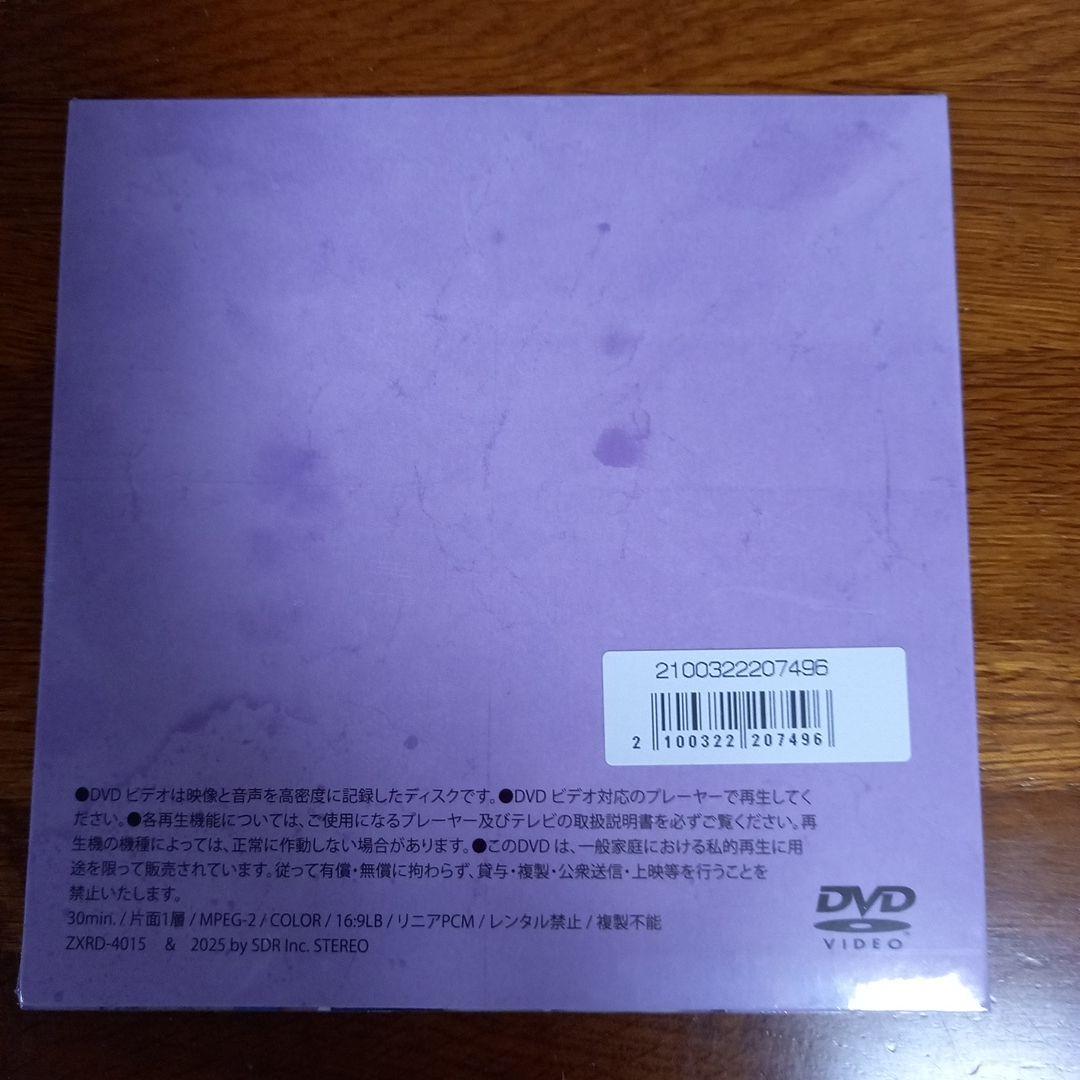 2100322207496
2 100322 207496
●DVD ビデオは映像と音声を高密度に記録したディスクです。●DVD ビデオ対応のプレーヤーで再生してく
ださい。●各再生機能については、ご使用になるプレーヤー及びテレビの取扱説明書を必ずご覧ください。再
生機の機種によっては、正常に作動しない場合があります。●このDVD は、一般家庭における私的再生に用
途を限って販売されています。従って有償・無償に拘わらず、貸与・複製・公衆送信・上映等を行うことを
禁止いたします。
30min. / 片面1層 / MPEG-2 / COLOR / 16:9LB / リニアPCM / レンタル禁止 / 複製不能
ZXRD-4015 & 2025 by SDR Inc. STEREO
DVD
VIDEO